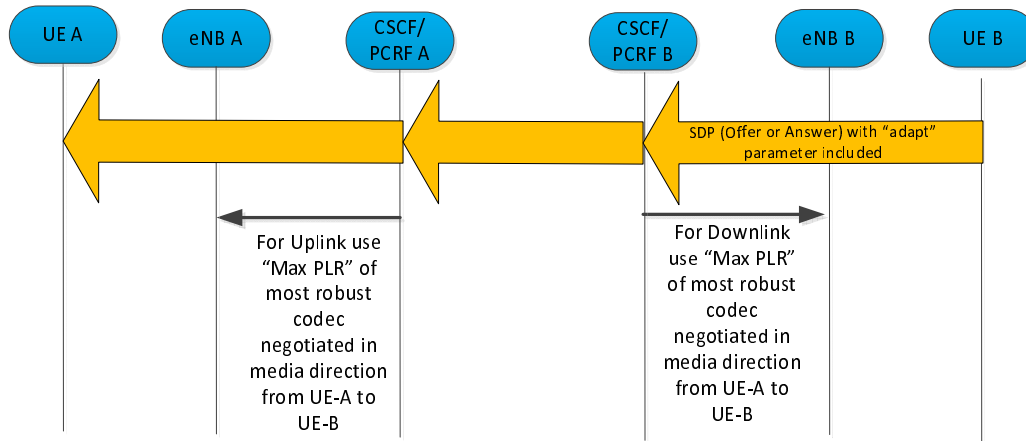 UE A
eNB A
CSCF/
PCRF A
CSCF/
PCRF B
eNB B
UE B
SDP (Offer or Answer) with “adapt”
parameter included
For Uplink use
“Max PLR” of
most robust
codec
negotiated in
media direction
from UE-A to
UE-B
For Downlink
use “Max PLR”
of most robust
codec
negotiated in
media direction
from UE-A to
UE-B